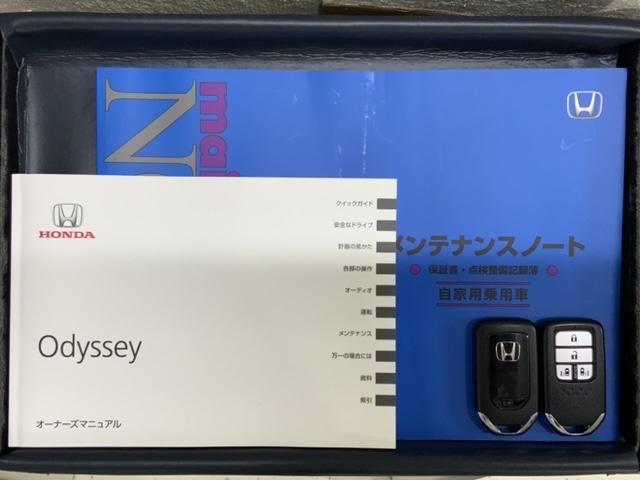 mai
N
メンテナンスノート
保証書・点検整備記録簿
自家用乗用車
HONDA
Odyssey
オーナーズマニュアル
クイックガイド
安全なドライブ
計器の見かた
各部の操作
オーディオ
運転
メンテナンス
万一の場合には
資料
索引